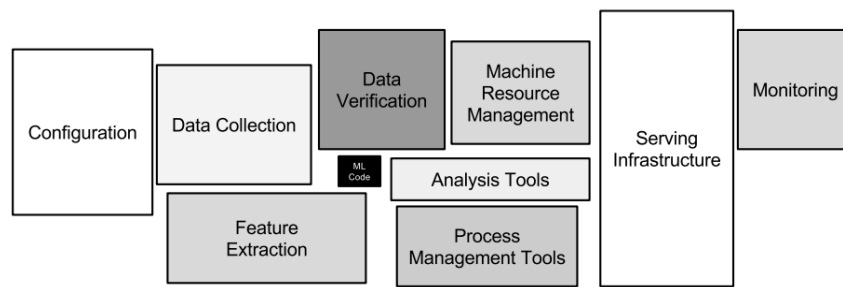 Configuration
Data Collection
Feature
Extraction
Data
Verification
ML
Code
Machine
Resource
Management
Analysis Tools
Process
Management Tools
Serving
Infrastructure
Monitoring